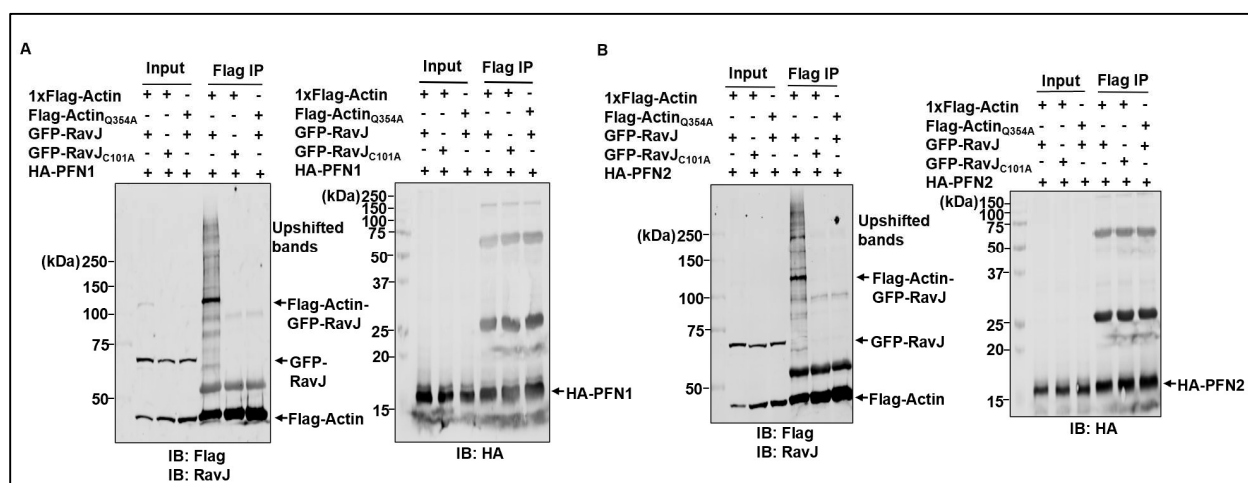 A
Input Flag IP
1xFlag-Actin + + - + + -
Flag-ActinQ354A - - + - - +
GFP-RavJ + - + + - +
GFP-RavJC101A - + - - + -
HA-PFN1 + + + + + +
(kDa) 250
150
100
75
50
Upshifted
bands
Flag-Actin-
GFP-RavJ
GFP-
RavJ
Flag-Actin
IB: Flag
IB: RavJ
Input Flag IP
1xFlag-Actin + + - + + -
Flag-ActinQ354A - - + - - +
GFP-RavJ + - + + - +
GFP-RavJC101A - + - - + -
HA-PFN1 + + + + + +
(kDa) 250
150
100
75
50
37
25
20
15
HA-PFN1
IB: HA
B
Input Flag IP
1xFlag-Actin + + - + + -
Flag-ActinQ354A - - + - - +
GFP-RavJ + - + + - +
GFP-RavJC101A - + - - + -
HA-PFN2 + + + + + +
(kDa) 250
150
100
75
50
Upshifted
bands
Flag-Actin-
GFP-RavJ
GFP-RavJ
Flag-Actin
IB: Flag
IB: RavJ
Input Flag IP
1xFlag-Actin + + - + + -
Flag-ActinQ354A - - + - - +
GFP-RavJ + - + + - +
GFP-RavJC101A - + - - + -
HA-PFN2 + + + + + +
(kDa) 250
150
100
75
50
37
25
20
15
HA-PFN2
IB: HA